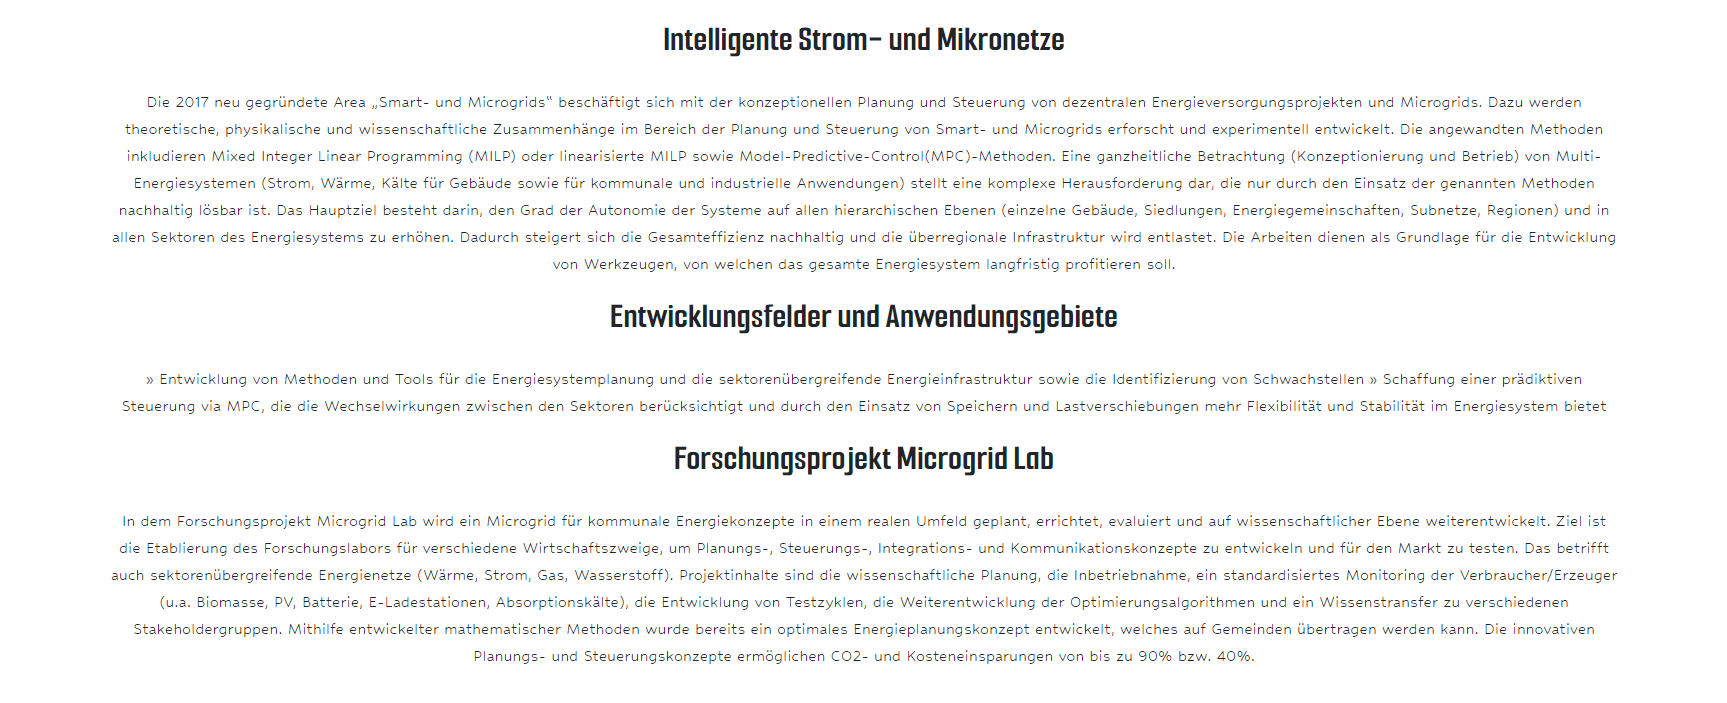 Intelligente Strom- und Mikronetze
Die 2017 neu gegründete Area „Smart- und Microgrids“ beschäftigt sich mit der konzeptionellen Planung und Steuerung von dezentralen Energieversorgungsprojekten und Microgrids. Dazu werden
theoretische, physikalische und wissenschaftliche Zusammenhänge im Bereich der Planung und Steuerung von Smart- und Microgrids erforscht und experimentell entwickelt. Die angewandten Methoden
inkludieren Mixed Integer Linear Programming (MILP) oder linearisierte MILP sowie Model-Predictive-Control(MPC)-Methoden. Eine ganzheitliche Betrachtung (Konzeptionierung und Betrieb) von Multi-
Energiesystemen (Strom, Wärme, Kälte für Gebäude sowie für kommunale und industrielle Anwendungen) stellt eine komplexe Herausforderung dar, die nur durch den Einsatz der genannten Methoden
nachhaltig lösbar ist. Das Hauptziel besteht darin, den Grad der Autonomie der Systeme auf allen hierarchischen Ebenen (einzelne Gebäude, Siedlungen, Energiegemeinschaften, Subnetze, Regionen) und in
allen Sektoren des Energiesystems zu erhöhen. Dadurch steigert sich die Gesamteffizienz nachhaltig und die überregionale Infrastruktur wird entlastet. Die Arbeiten dienen als Grundlage für die Entwicklung
von Werkzeugen, von welchen das gesamte Energiesystem langfristig profitieren soll.
Entwicklungsfelder und Anwendungsgebiete
» Entwicklung von Methoden und Tools für die Energiesystemplanung und die sektorenübergreifende Energieinfrastruktur sowie die Identifizierung von Schwachstellen » Schaffung einer prädiktiven
Steuerung via MPC, die die Wechselwirkungen zwischen den Sektoren berücksichtigt und durch den Einsatz von Speichern und Lastverschiebungen mehr Flexibilität und Stabilität im Energiesystem bietet
Forschungsprojekt Microgrid Lab
In dem Forschungsprojekt Microgrid Lab wird ein Microgrid für kommunale Energiekonzepte in einem realen Umfeld geplant, errichtet, evaluiert und auf wissenschaftlicher Ebene weiterentwickelt. Ziel ist
die Etablierung des Forschungslabors für verschiedene Wirtschaftszweige, um Planungs-, Steuerungs-, Integrations- und Kommunikationskonzepte zu entwickeln und für den Markt zu testen. Das betrifft
auch sektorenübergreifende Energienetze (Wärme, Strom, Gas, Wasserstoff). Projektinhalte sind die wissenschaftliche Planung, die Inbetriebnahme, ein standardisiertes Monitoring der Verbraucher/Erzeuger
(u.a. Biomasse, PV, Batterie, E-Ladestationen, Absorptionskälte), die Entwicklung von Testzyklen, die Weiterentwicklung der Optimierungsalgorithmen und ein Wissenstransfer zu verschiedenen
Stakeholdergruppen. Mithilfe entwickelter mathematischer Methoden wurde bereits ein optimales Energieplanungskonzept entwickelt, welches auf Gemeinden übertragen werden kann. Die innovativen
Planungs- und Steuerungskonzepte ermöglichen CO2- und Kosteneinsparungen von bis zu 90% bzw. 40%.